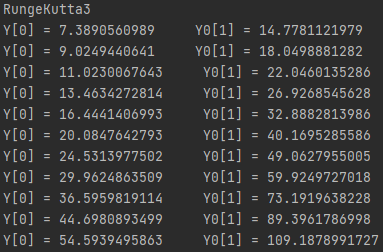 RungeKutta3
Y[0] = 7.3890560989 Y0[1] = 14.7781121979
Y[0] = 9.0249440641 Y0[1] = 18.0498881282
Y[0] = 11.0230067643 Y0[1] = 22.0460135286
Y[0] = 13.4634272814 Y0[1] = 26.9268545628
Y[0] = 16.4441406993 Y0[1] = 32.8882813986
Y[0] = 20.0847642793 Y0[1] = 40.1695285586
Y[0] = 24.5313977502 Y0[1] = 49.0627955005
Y[0] = 29.9624863509 Y0[1] = 59.9249727018
Y[0] = 36.5959819114 Y0[1] = 73.1919638228
Y[0] = 44.6980893499 Y0[1] = 89.3961786998
Y[0] = 54.5939495863 Y0[1] = 109.1878991727